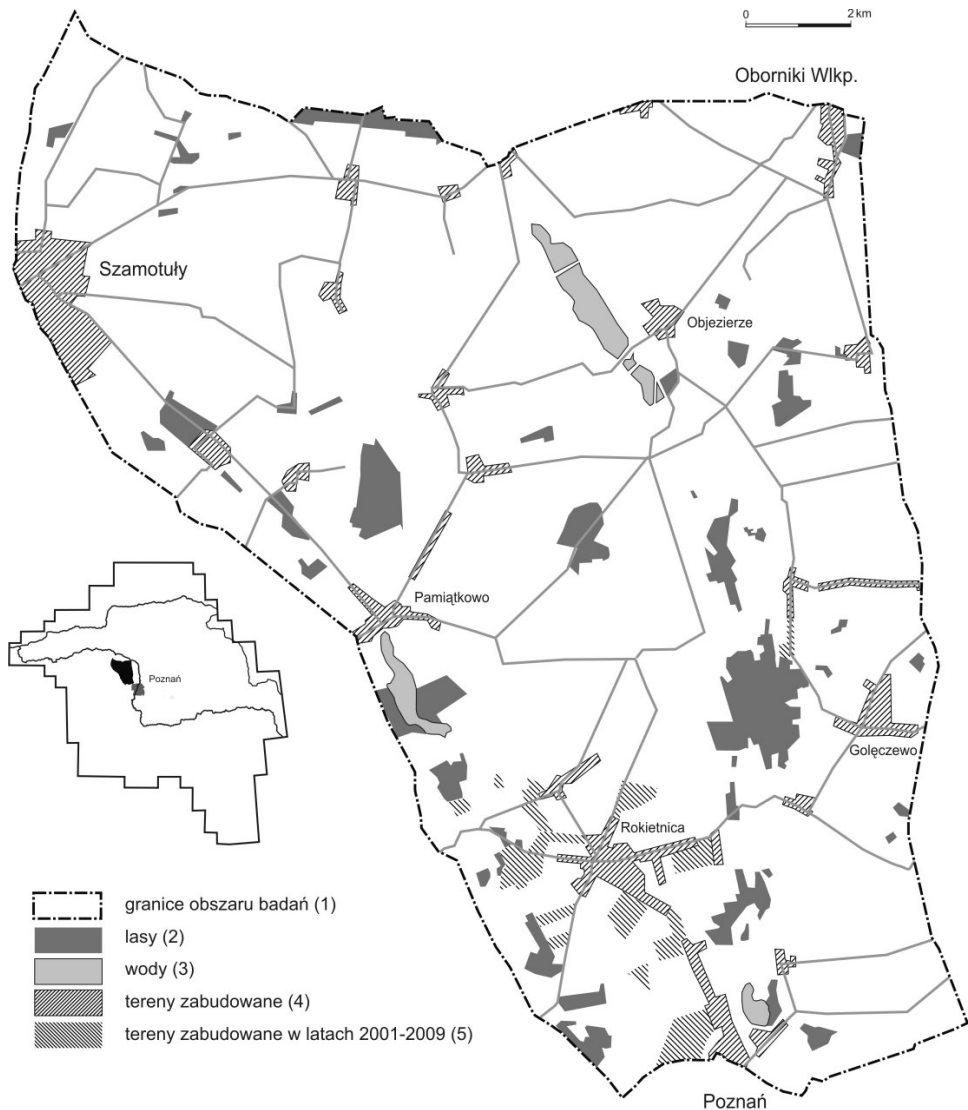 0 2 km
Oborniki Wlkp.
Szamotuły
Objezierze
Pamiątkowo
Poznań
Golęczewo
Rokietnica
granice obszaru badań (1)
lasy (2)
wody (3)
tereny zabudowane (4)
tereny zabudowane w latach 2001-2009 (5)
Poznań